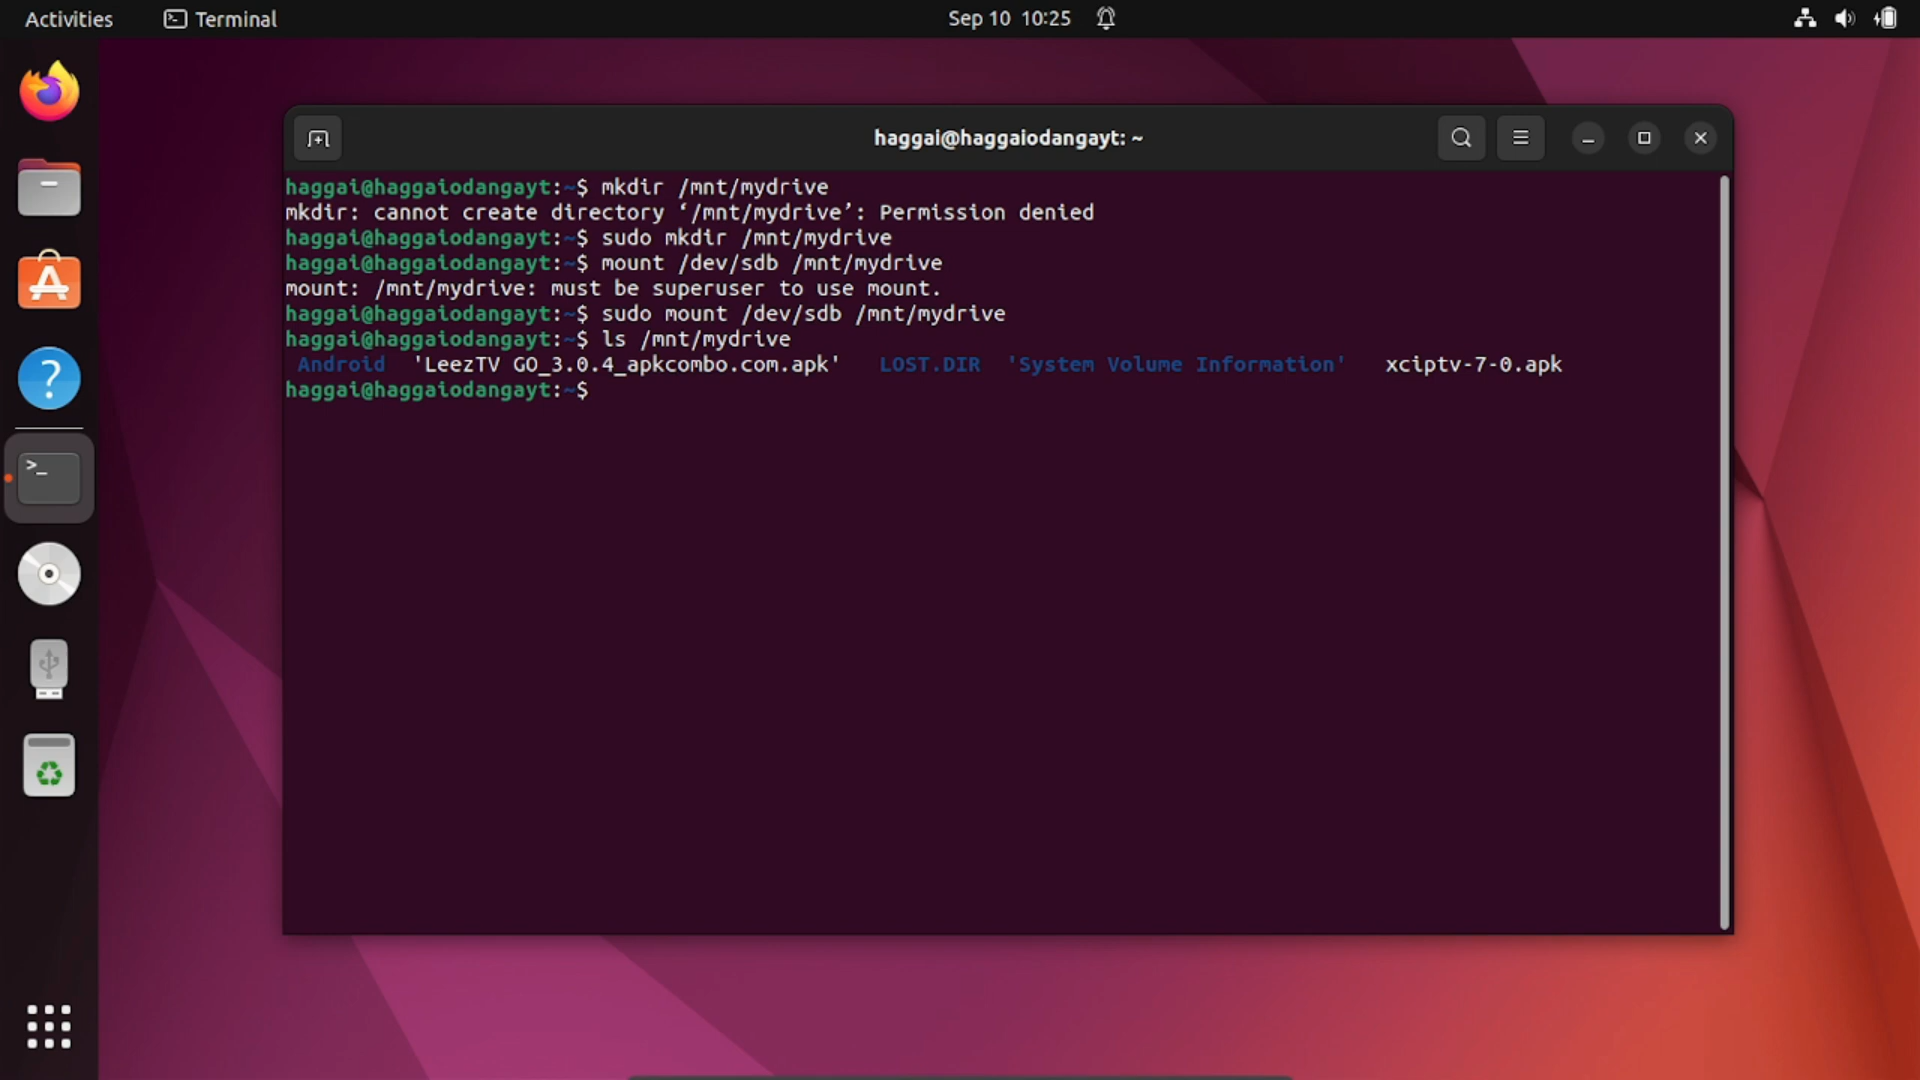 Activities Terminal Sep 10 10:25
haggai@haggaiodangayt: ~
haggai@haggaiodangayt:~$ mkdir /mnt/mydrive
mkdir: cannot create directory ‘/mnt/mydrive’: Permission denied
haggai@haggaiodangayt:~$ sudo mkdir /mnt/mydrive
haggai@haggaiodangayt:~$ mount /dev/sdb /mnt/mydrive
mount: /mnt/mydrive: must be superuser to use mount.
haggai@haggaiodangayt:~$ sudo mount /dev/sdb /mnt/mydrive
haggai@haggaiodangayt:~$ ls /mnt/mydrive
Android 'LeezTV GO_3.0.4_apkcombo.com.apk' LOST.DIR 'System Volume Information' xciptv-7-0.apk
haggai@haggaiodangayt:~$